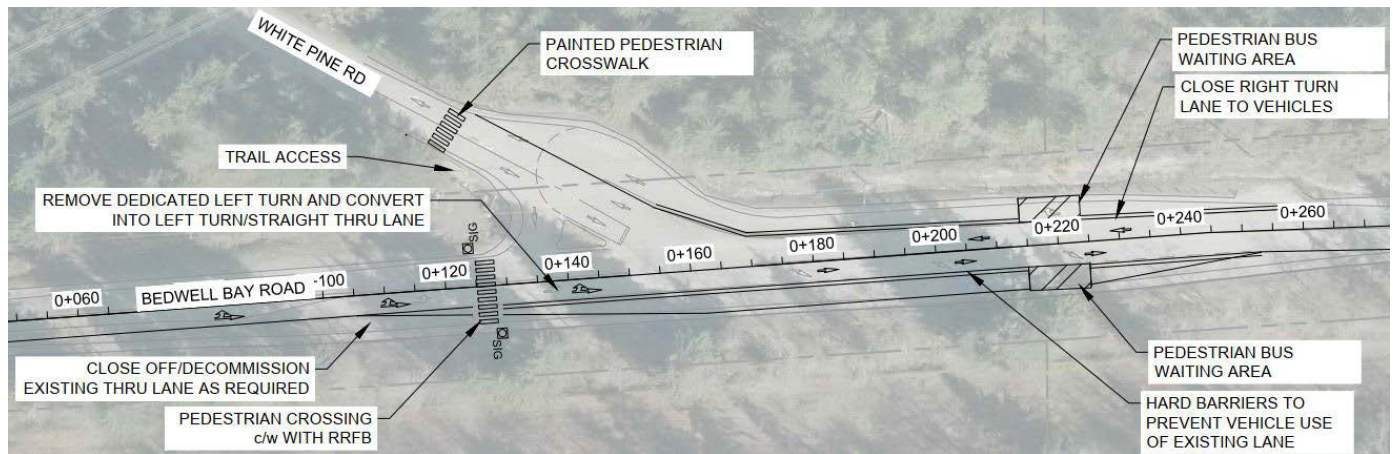 WHITE PINE RD
PAINTED PEDESTRIAN
CROSSWALK
PEDESTRIAN BUS
WAITING AREA
CLOSE RIGHT TURN
LANE TO VEHICLES
TRAIL ACCESS
REMOVE DEDICATED LEFT TURN AND CONVERT
INTO LEFT TURN/STRAIGHT THRU LANE
SIG
0+060
BEDWELL BAY ROAD
-100
0+120
0+140
0+160
0+180
0+200
0+220
0+240
0+260
SIG
CLOSE OFF/DECOMMISSION
EXISTING THRU LANE AS REQUIRED
PEDESTRIAN CROSSING
c/w WITH RRFB
PEDESTRIAN BUS
WAITING AREA
HARD BARRIERS TO
PREVENT VEHICLE USE
OF EXISTING LANE